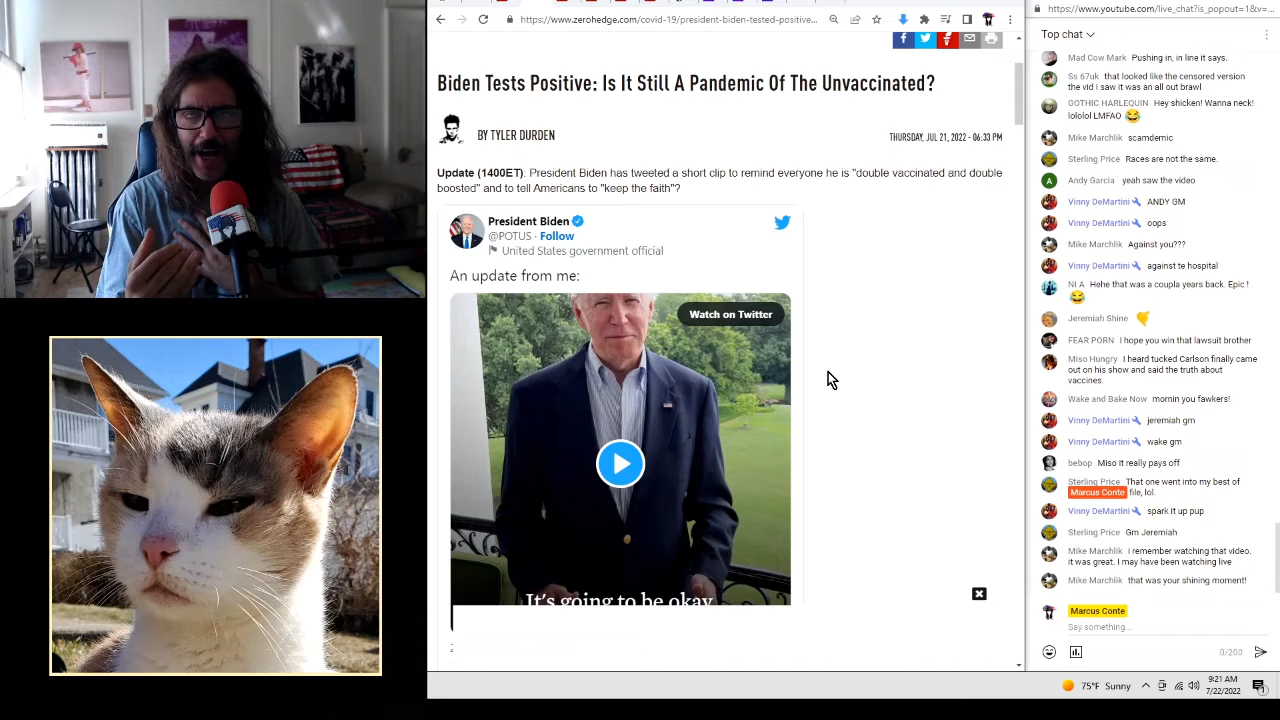 https://www.zerohedge.com/covid-19/president-biden-tested-positive...
Biden Tests Positive: Is It Still A Pandemic Of The Unvaccinated?
BY TYLER DURDEN
THURSDAY, JUL 21, 2022 - 06:33 PM
Update (1400ET): President Biden has tweeted a short clip to remind everyone he is "double vaccinated and double
boosted" and to tell Americans to "keep the faith"?
President Biden
@POTUS · Follow
United States government official
An update from me:
Watch on Twitter
It's going to be okay
https://www.youtube.com/live_chat?is_popout=1&v=...
Top chat
Mad Cow Mark Pushing in, in line it says.
Ss 67uk that looked like the censored version
the vid I saw it was an all out brawl
GOTHIC HARLEQUIN Hey shicken! Wanna neck!
lololol LMFAO 😂
Mike Marchlik scamdemic
Sterling Price Races are not the same.
A
Andy Garcia yeah saw the video
Vinny DeMartini ANDY GM
Vinny DeMartini oops
Mike Marchlik Against you???
Vinny DeMartini against te hospital
NI A Hehe that was a coupla years back. Epic !
😂
Jeremiah Shine
FEAR PORN I hope you win that lawsuit brother
Miso Hungry I heard tucked Carlson finally came
out on his show and said the truth about
vaccines.
Wake and Bake Now mornin you fawkers!
Vinny DeMartini jeremiah gm
Vinny DeMartini wake gm
bebop Miso it really pays off
Sterling Price That one went into my best of
Marcus Conte file, lol.
Vinny DeMartini spark it up pup
Sterling Price Gm Jeremiah
Mike Marchlik i remember watching that video.
it was great. I may have been watching live
Mike Marchlik that was your shining moment!
Marcus Conte
Say something...
0/200
75°F Sunny
9:21 AM
7/22/2022